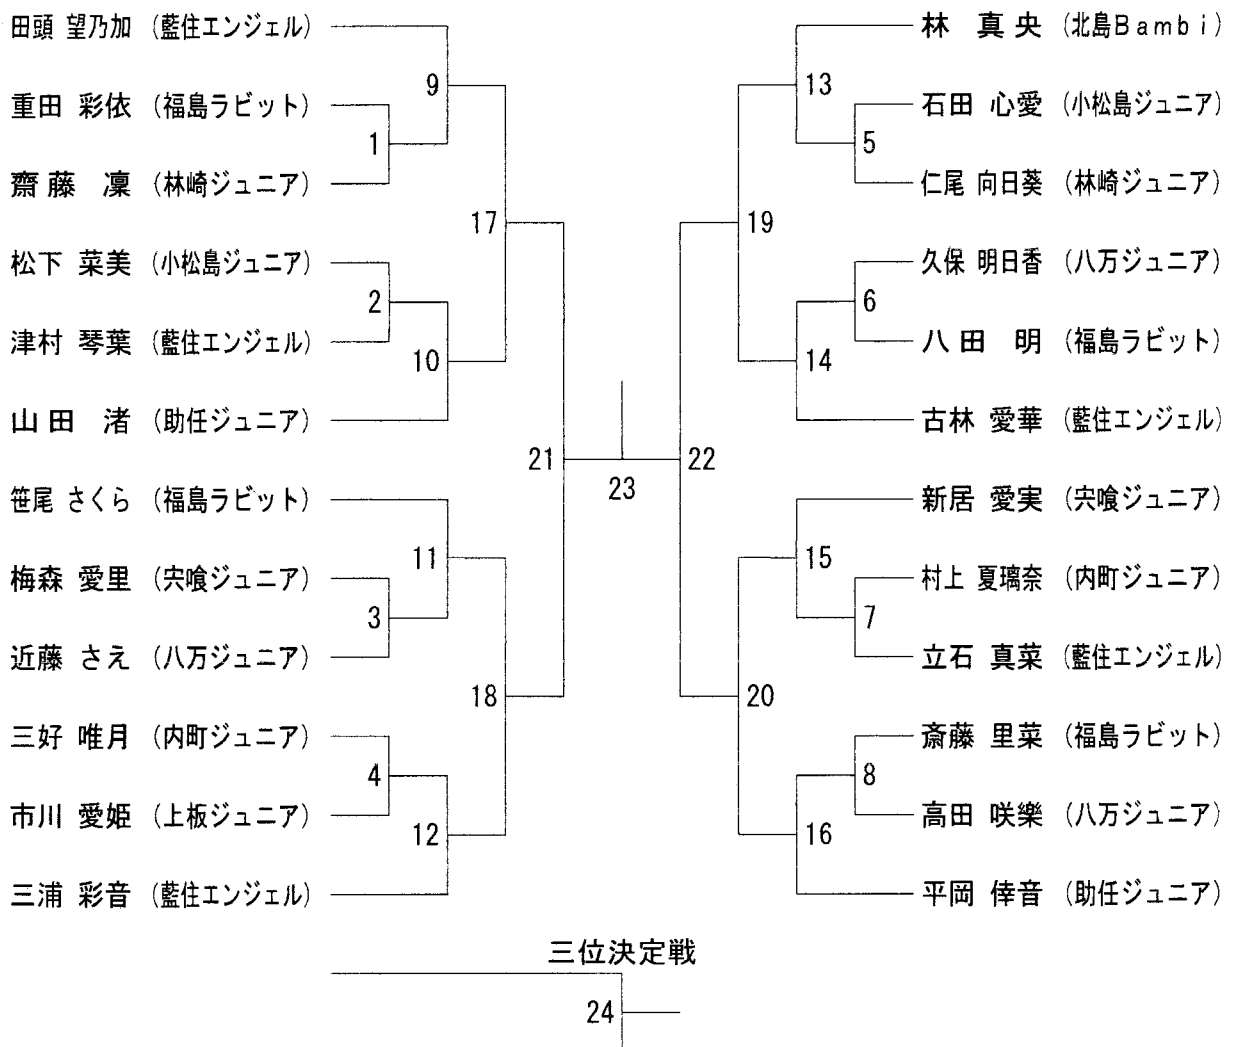 田頭 望乃加 (藍住エンジェル)
重田 彩依 (福島ラビット)
齋藤 凜 (林崎ジュニア)
松下 菜美 (小松島ジュニア)
津村 琴葉 (藍住エンジェル)
山田 渚 (助任ジュニア)
笹尾 さくら (福島ラビット)
梅森 愛里 (宍喰ジュニア)
近藤 さえ (八万ジュニア)
三好 唯月 (内町ジュニア)
市川 愛姫 (上板ジュニア)
三浦 彩音 (藍住エンジェル)
1
2
3
4
9
10
11
12
17
18
21
23
22
19
20
13
14
15
16
5
6
7
8
林 真央 (北島Bambi)
石田 心愛 (小松島ジュニア)
仁尾 向日葵 (林崎ジュニア)
久保 明日香 (八万ジュニア)
八田 明 (福島ラビット)
古林 愛華 (藍住エンジェル)
新居 愛実 (宍喰ジュニア)
村上 夏璃奈 (内町ジュニア)
立石 真菜 (藍住エンジェル)
斎藤 里菜 (福島ラビット)
高田 咲樂 (八万ジュニア)
平岡 倖音 (助任ジュニア)
三位決定戦
24